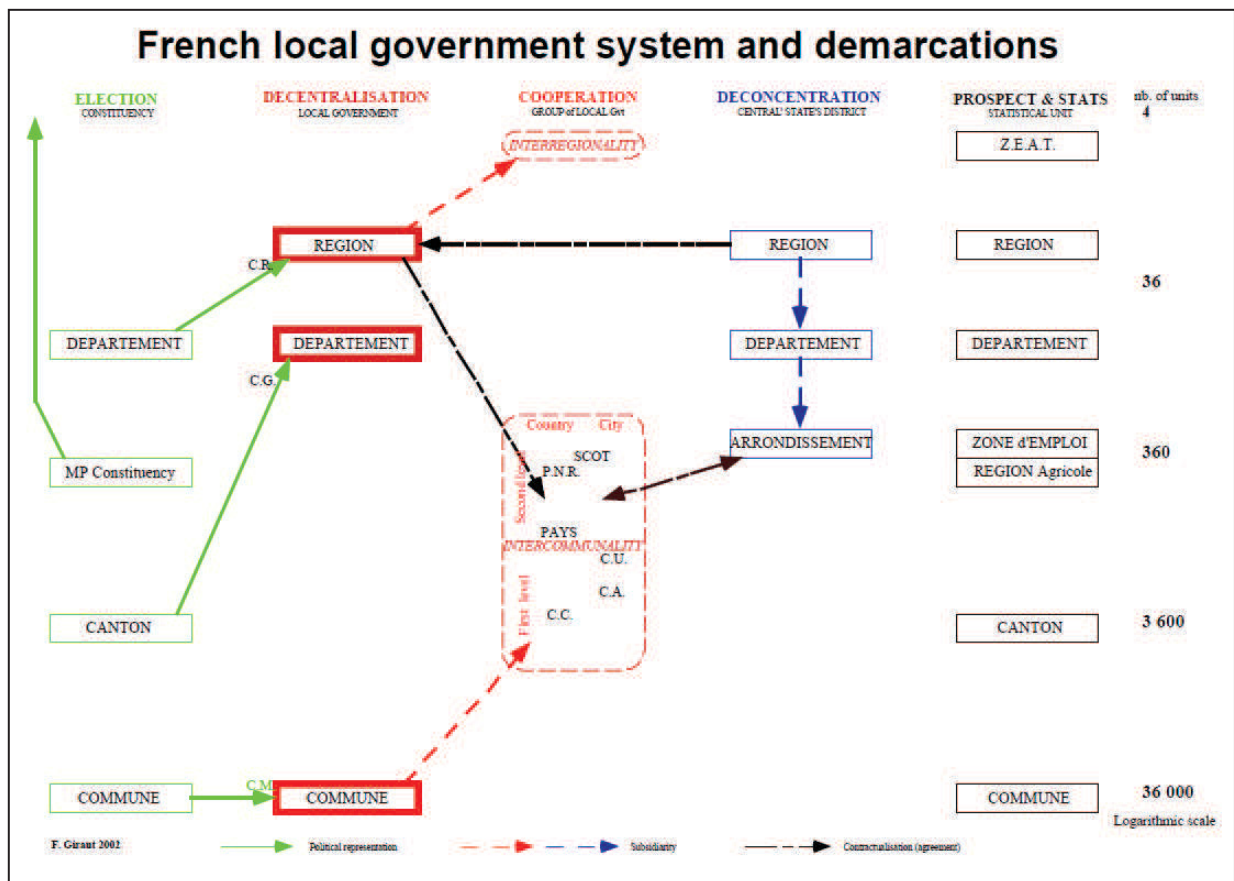 French local government system and demarcations
ELECTION
CONSTITUENCY
DECENTRALISATION
LOCAL GOVERNMENT
COOPERATION
GROUP of LOCAL Gvt
DECONCENTRATION
CENTRAL' STATE'S DISTRICT
PROSPECT & STATS
STATISTICAL UNIT
nb. of units
4
INTERREGIONALITY
Z.E.A.T.
REGION
REGION
REGION
C.R.
36
DEPARTEMENT
DEPARTEMENT
DEPARTEMENT
DEPARTEMENT
C.G.
Country City
ARRONDISSEMENT
ZONE d'EMPLOI
360
SCOT
MP Constituency
P.N.R.
REGION Agricole
Second level
PAYS
INTERCOMMUNALITY
C.U.
C.A.
First level
C.C.
CANTON
CANTON
3 600
C.M.
COMMUNE
COMMUNE
COMMUNE
36 000
Logarithmic scale
F. Giraut 2002
Political representation
Subsidiarity
Contractualisation (agreement)